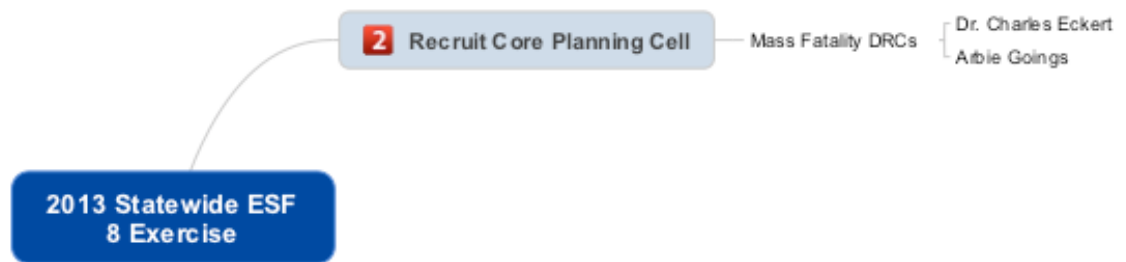 2 Recruit Core Planning Cell
Mass Fatality DRCs
Dr. Charles Eckert
Arbie Goings
2013 Statewide ESF
8 Exercise